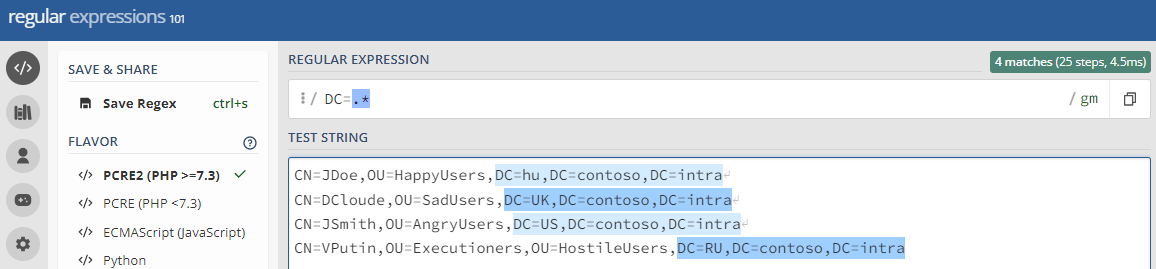 regular expressions 101
SAVE & SHARE
Save Regex ctrl+s
FLAVOR
PCRE2 (PHP >=7.3)
PCRE (PHP <7.3)
ECMAScript (JavaScript)
Python
REGULAR EXPRESSION
4 matches (25 steps, 4.5ms)
/ DC=.* / gm
TEST STRING
CN=JDoe,OU=HappyUsers,DC=hu,DC=contoso,DC=intra
CN=DCloude,OU=SadUsers,DC=UK,DC=contoso,DC=intra
CN=JSmith,OU=AngryUsers,DC=US,DC=contoso,DC=intra
CN=VPutin,OU=Executioners,OU=HostileUsers,DC=RU,DC=contoso,DC=intra